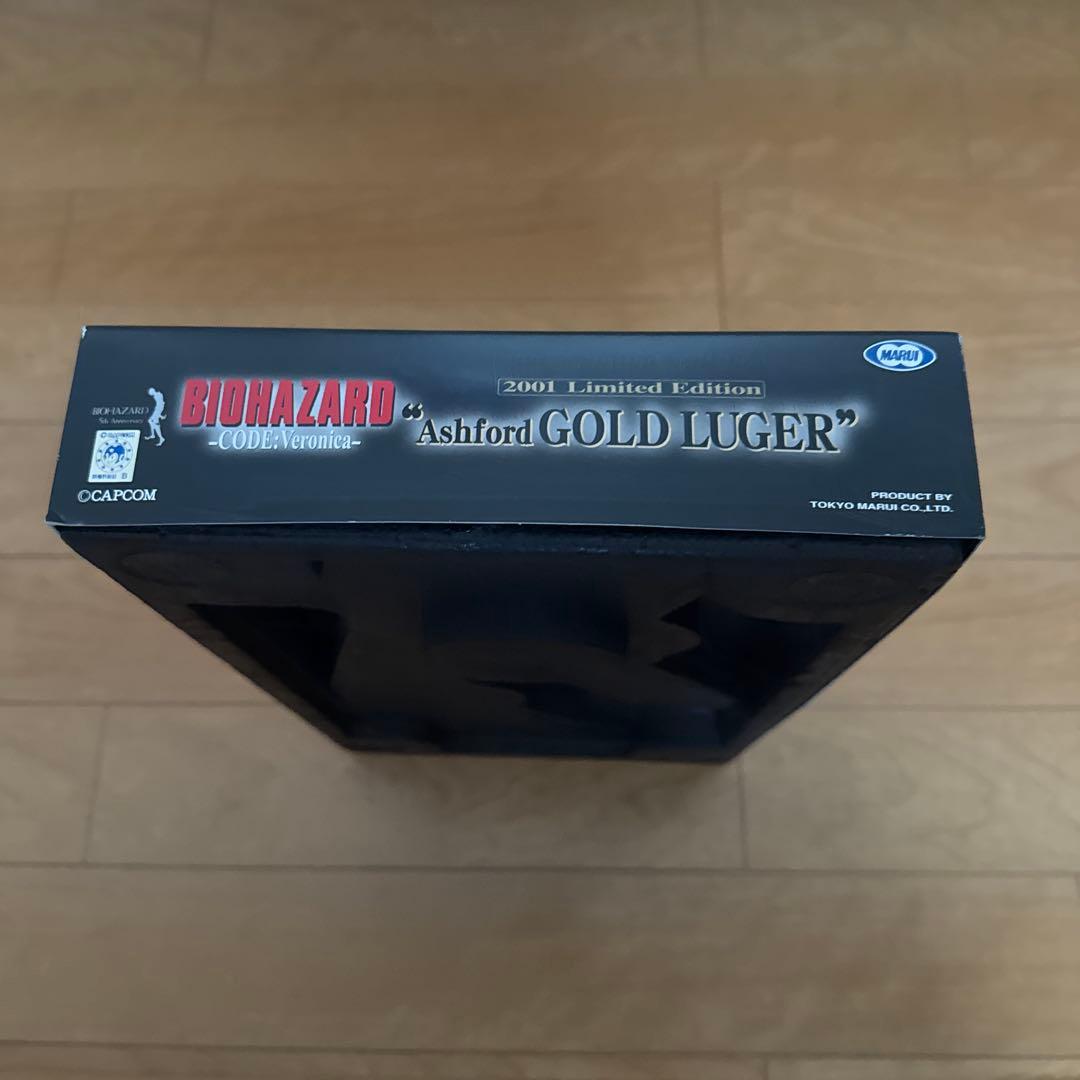 MARUI
2001 Limited Edition
BIOHAZARD
-CODE:Veronica-
“Ashford GOLD LUGER”
BIOHAZARD
5th Anniversary
©CAPCOM
PRODUCT BY
TOKYO MARUI CO.,LTD.